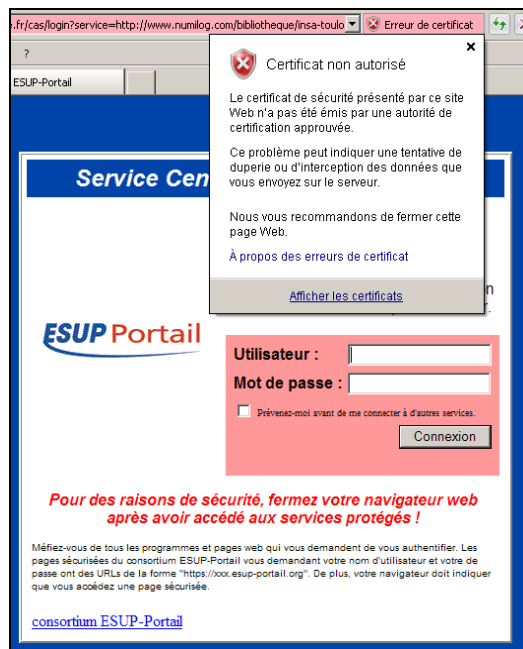 .fr/cas/login?service=http://www.numilog.com/bibliotheque/insa-toulo
Erreur de certificat
?
ESUP-Portail
Certificat non autorisé
Le certificat de sécurité présenté par ce site
Web n'a pas été émis par une autorité de
certification approuvée.
Ce problème peut indiquer une tentative de
duperie ou d'interception des données que
vous envoyez sur le serveur.
Nous vous recommandons de fermer cette
page Web.
À propos des erreurs de certificat
Afficher les certificats
Service Cen
n
r.
ESUP Portail
Utilisateur :
Mot de passe :
Prévenez-moi avant de me connecter à d'autres services.
Connexion
Pour des raisons de sécurité, fermez votre navigateur web
après avoir accédé aux services protégés !
Méfiez-vous de tous les programmes et pages web qui vous demandent de vous authentifier. Les
pages sécurisées du consortium ESUP-Portail vous demandant votre nom d'utilisateur et votre de
passe ont des URLs de la forme "https://xxx.esup-portail.org". De plus, votre navigateur doit indiquer
que vous accédez une page sécurisée.
consortium ESUP-Portail